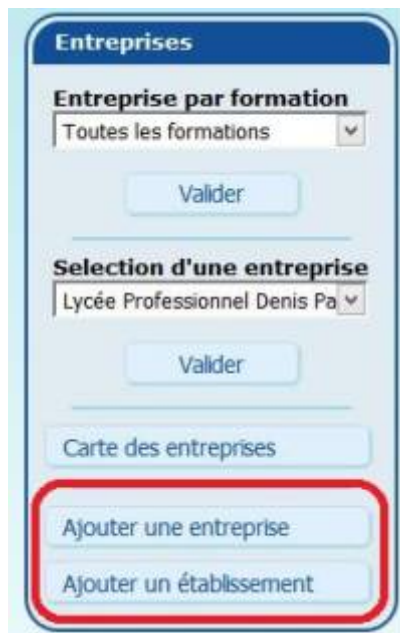 Entreprises
Entreprise par formation
Toutes les formations
Valider
Selection d'une entreprise
Lycée Professionnel Denis Pa
Valider
Carte des entreprises
Ajouter une entreprise
Ajouter un établissement